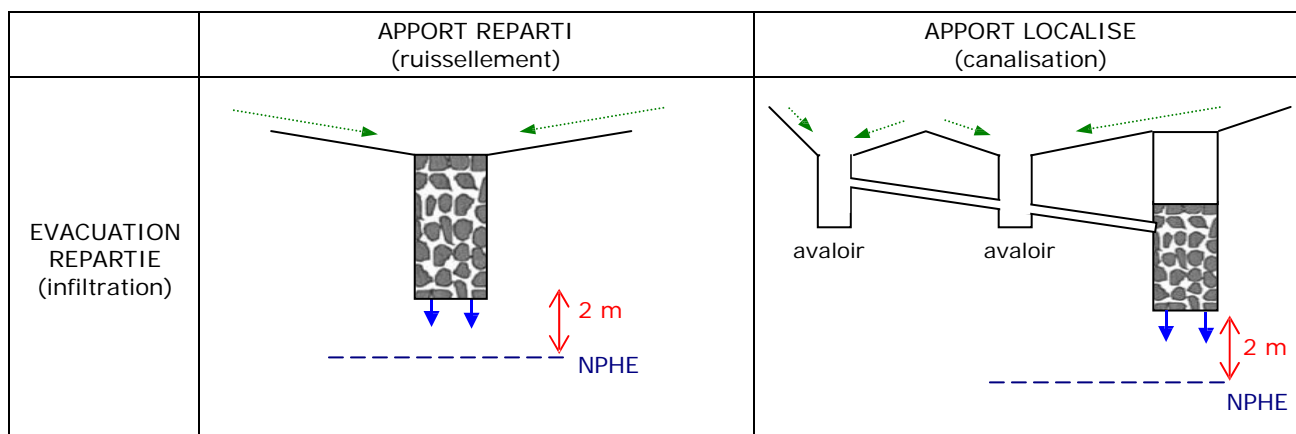 APPORT REPARTI
(ruissellement)
APPORT LOCALISE
(canalisation)
EVACUATION
REPARTIE
(infiltration)
2 m
NPHE
avaloir
avaloir
2 m
NPHE